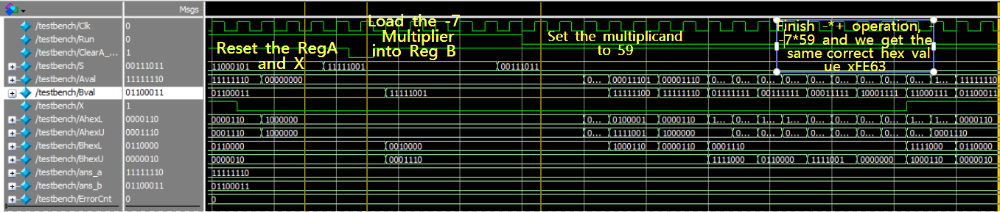 Msgs
/testbench/Clk 0
/testbench/Run 0
/testbench/ClearA_... 1
/testbench/S 00111011 11000101 11111001 00111011
/testbench/Aval 11111110 11111110 00000000 0... 00011101 00001110 0... 0... 0... 0... 0... 0... 0... 0... 1... 11111110
/testbench/Bval 01100011 01100011 11111001 11111100 11111110 01111111 00111111 00011111 10001111 11000111 01100011
/testbench/X 1
/testbench/AhexL 0000110 0000110 1000000 0... 0100001 0000110 1... 0... 1... 1... 0... 0... 0... 0... 1... 1... 0000110
/testbench/AhexU 0001110 0001110 1000000 0... 1111001 1000000 0... 0... 0... 0... 0... 0... 0... 0001110
/testbench/BhexL 0110000 0110000 0010000 1000110 0000110 0001110 1111000 0110000
/testbench/BhexU 0000010 0000010 0001110 1111000 0110000 1111001 0000000 1000110 0000010
/testbench/ans_a 11111110 11111110
/testbench/ans_b 01100011 01100011
/testbench/ErrorCnt 0 0
Reset the RegA
and X
Load the -7
Multiplier
into Reg B
Set the multiplicand
to 59
Finish -*+ operation, -
-7*59 and we get the
same correct hex val
ue xFE63